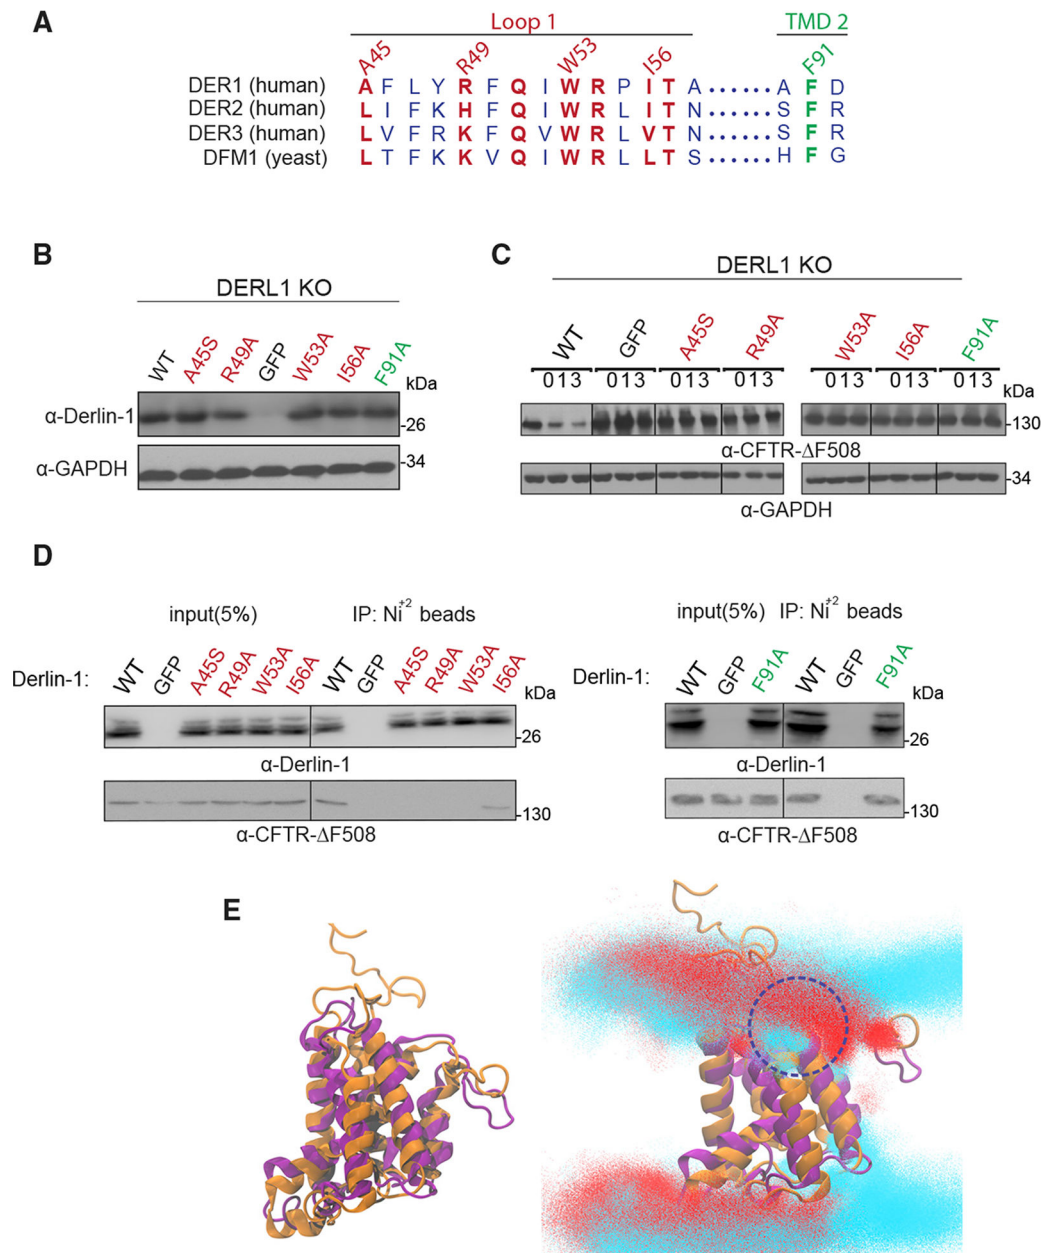 A
Loop 1 TMD 2
A45 R49 W53 I56 F91
DER1 (human) A F L Y R F Q I W R P I T A ...... A F D
DER2 (human) L I F K H F Q I W R L I T N ...... S F R
DER3 (human) L V F R K F Q V W R L V T N ...... S F R
DFM1 (yeast) L T F K K V Q I W R L L T S ...... H F G
B
DERL1 KO
WT A45S R49A GFP W53A I56A F91A
kDa
α-Derlin-1
-26
α-GAPDH
-34
C
DERL1 KO
WT GFP A45S R49A W53A I56A F91A
0 1 3 0 1 3 0 1 3 0 1 3 0 1 3 0 1 3 0 1 3
kDa
-130
α-CFTR-ΔF508
-34
α-GAPDH
D
input(5%) IP: Ni+2 beads
Derlin-1: WT GFP A45S R49A W53A I56A WT GFP A45S R49A W53A I56A
kDa
-26
α-Derlin-1
-130
α-CFTR-ΔF508
input(5%) IP: Ni+2 beads
Derlin-1: WT GFP F91A WT GFP F91A
kDa
-26
α-Derlin-1
-130
α-CFTR-ΔF508
E